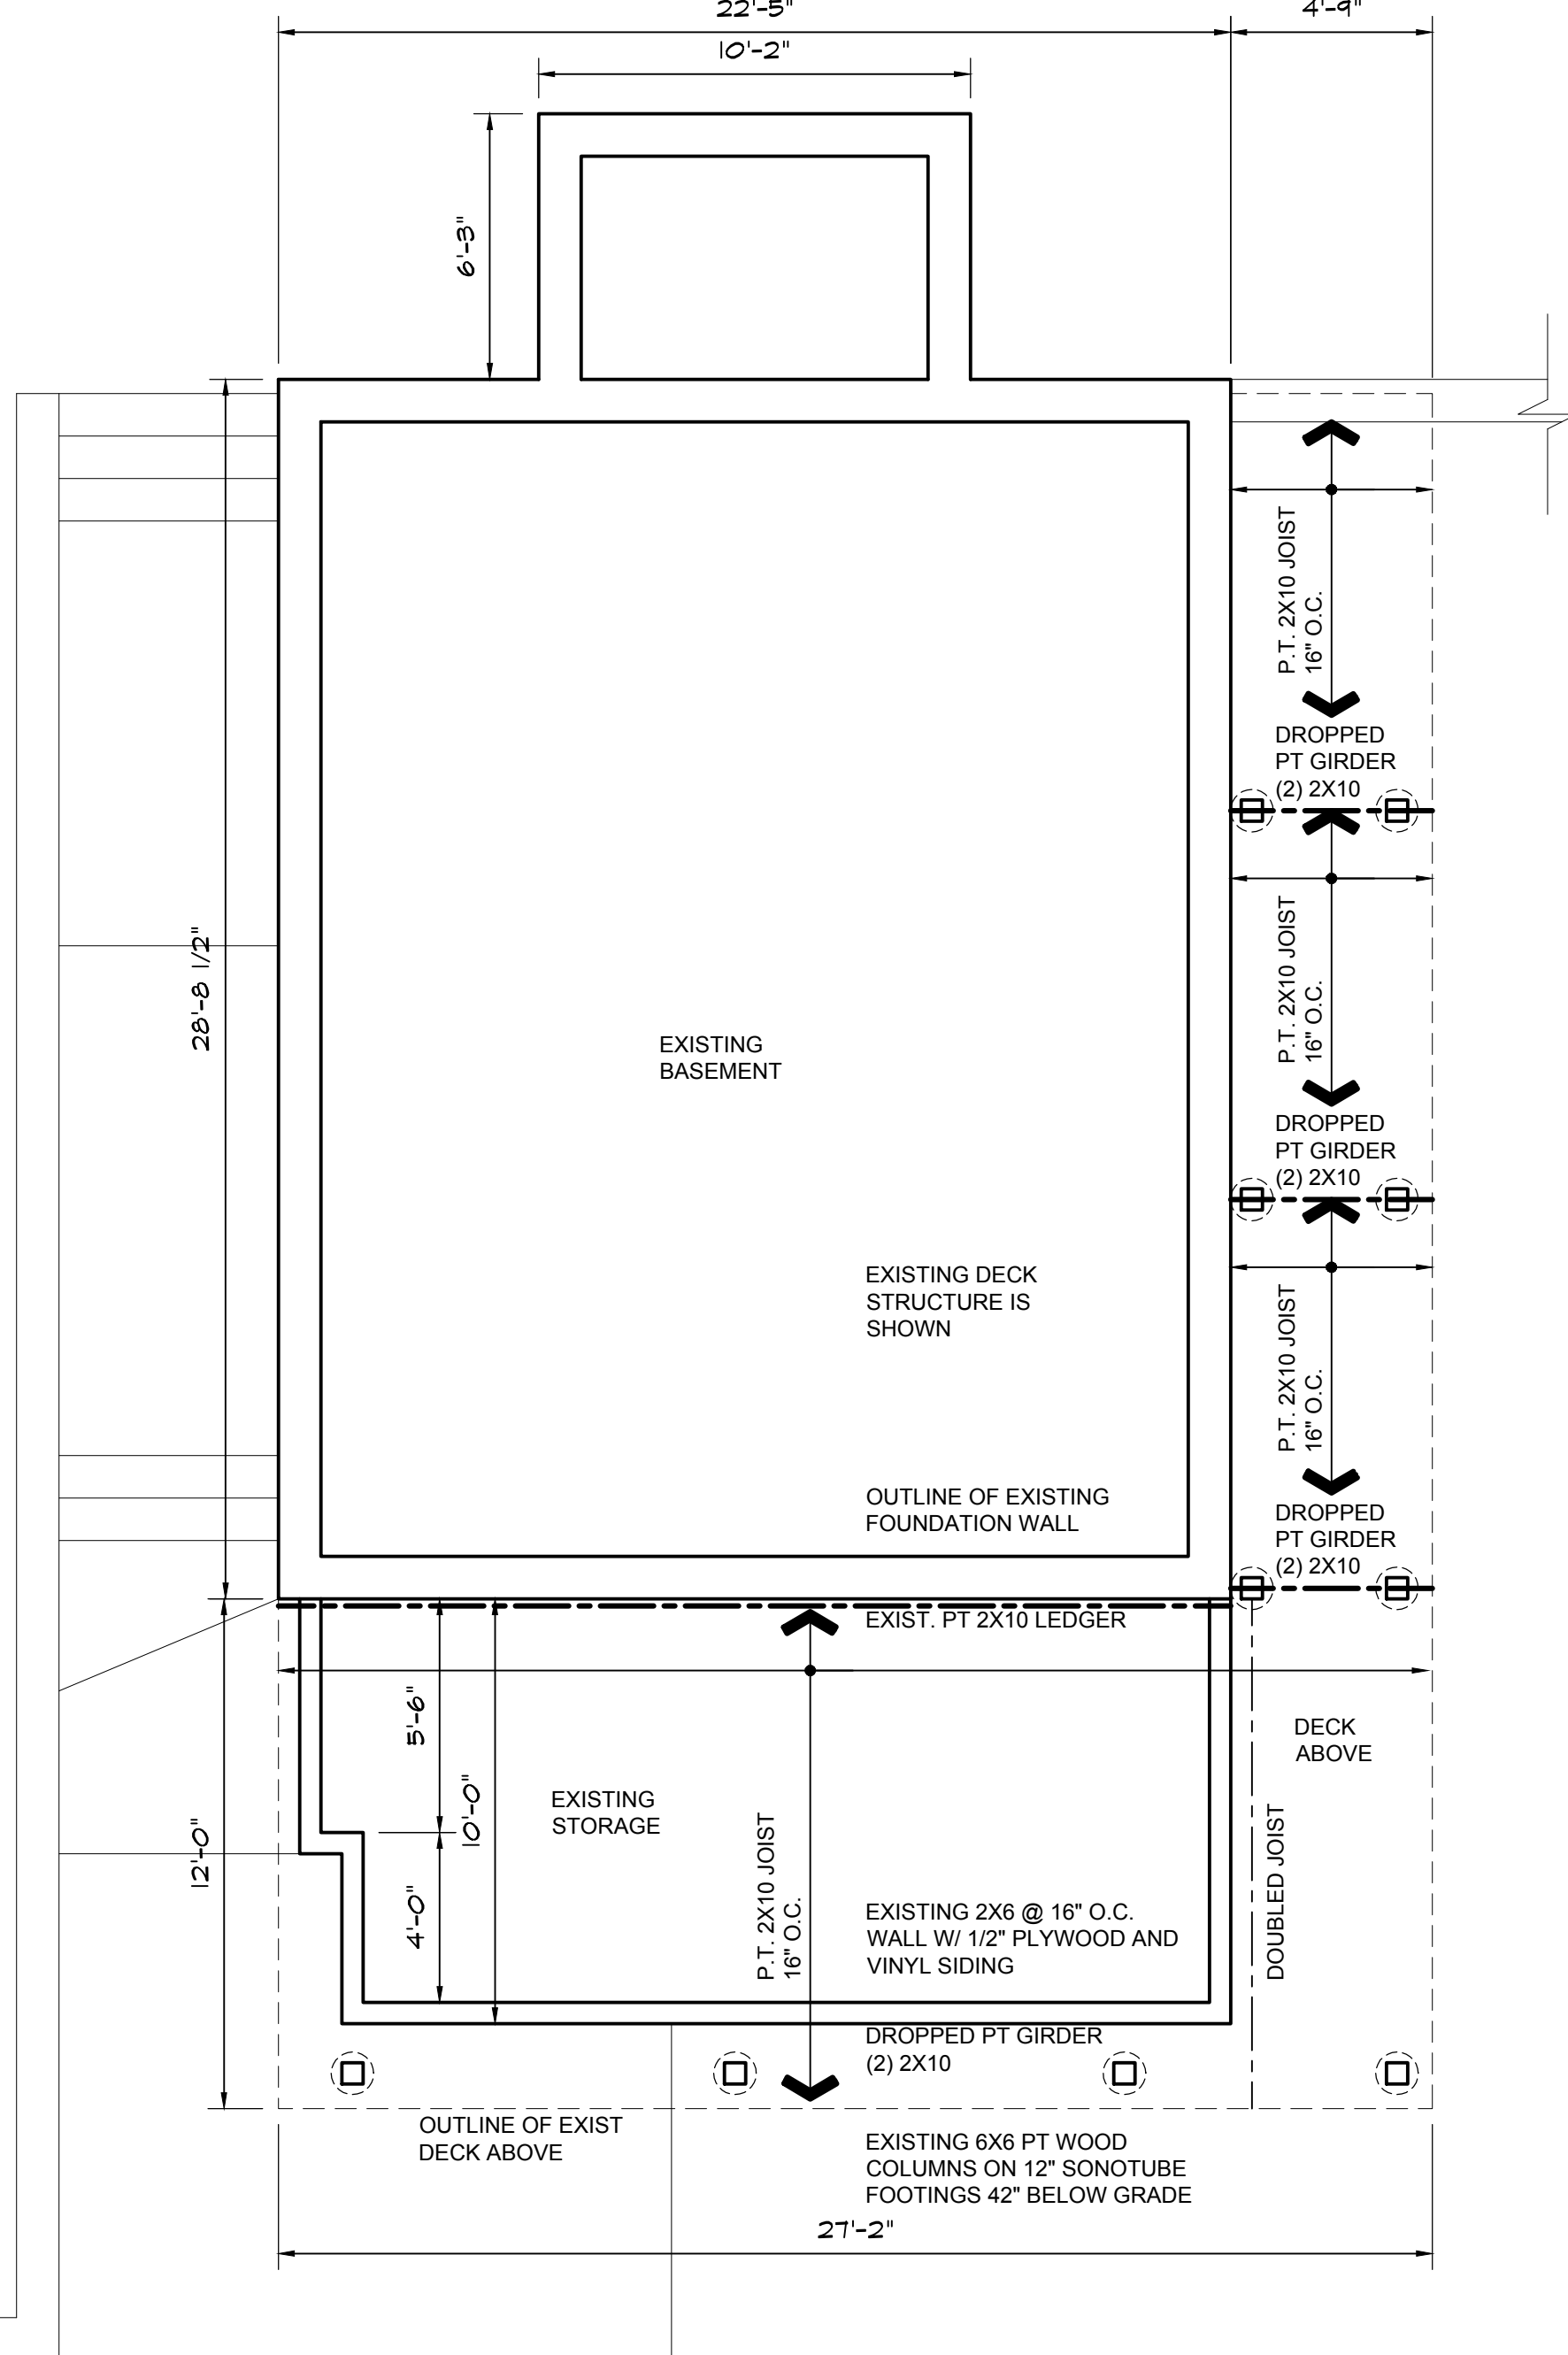 22'-5"
4'-9"
10'-2"
6'-3"
P.T. 2X10 JOIST
16" O.C.
DROPPED
PT GIRDER
(2) 2X10
28'-8 1/2"
P.T. 2X10 JOIST
16" O.C.
EXISTING
BASEMENT
DROPPED
PT GIRDER
(2) 2X10
EXISTING DECK
STRUCTURE IS
SHOWN
P.T. 2X10 JOIST
16" O.C.
OUTLINE OF EXISTING
FOUNDATION WALL
DROPPED
PT GIRDER
(2) 2X10
EXIST. PT 2X10 LEDGER
5'-6"
DECK
ABOVE
10'-0"
EXISTING
STORAGE
12'-0"
4'-0"
P.T. 2X10 JOIST
16" O.C.
DOUBLED JOIST
EXISTING 2X6 @ 16" O.C.
WALL W/ 1/2" PLYWOOD AND
VINYL SIDING
DROPPED PT GIRDER
(2) 2X10
OUTLINE OF EXIST
DECK ABOVE
EXISTING 6X6 PT WOOD
COLUMNS ON 12" SONOTUBE
FOOTINGS 42" BELOW GRADE
27'-2"